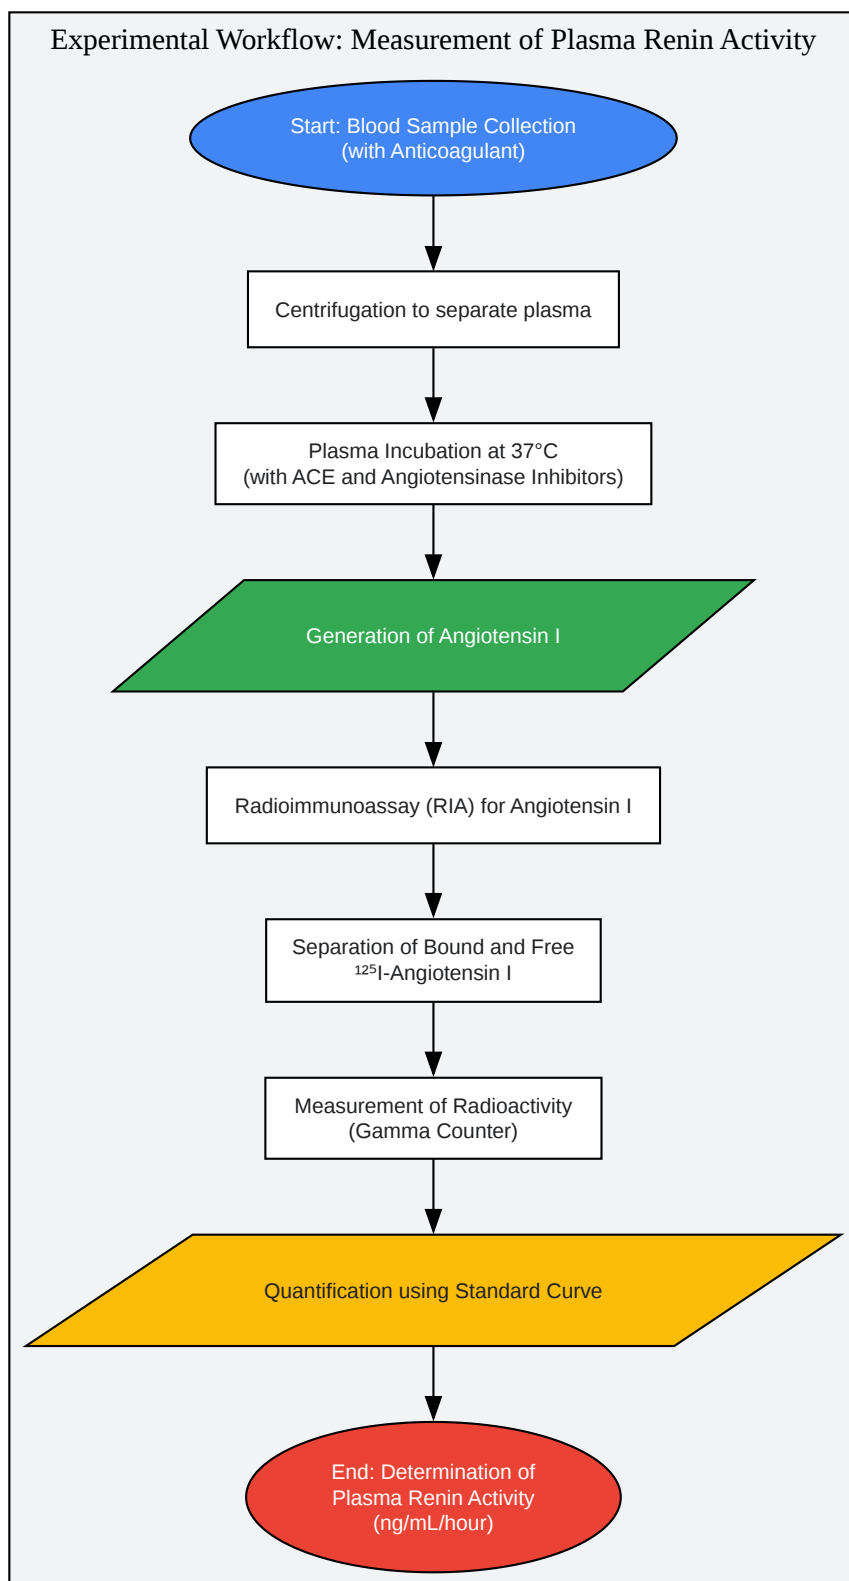 Experimental Workflow: Measurement of Plasma Renin Activity
Start: Blood Sample Collection
(with Anticoagulant)
Centrifugation to separate plasma
Plasma Incubation at 37°C
(with ACE and Angiotensinase Inhibitors)
Generation of Angiotensin I
Radioimmunoassay (RIA) for Angiotensin I
Separation of Bound and Free
¹²⁵I-Angiotensin I
Measurement of Radioactivity
(Gamma Counter)
Quantification using Standard Curve
End: Determination of
Plasma Renin Activity
(ng/mL/hour)